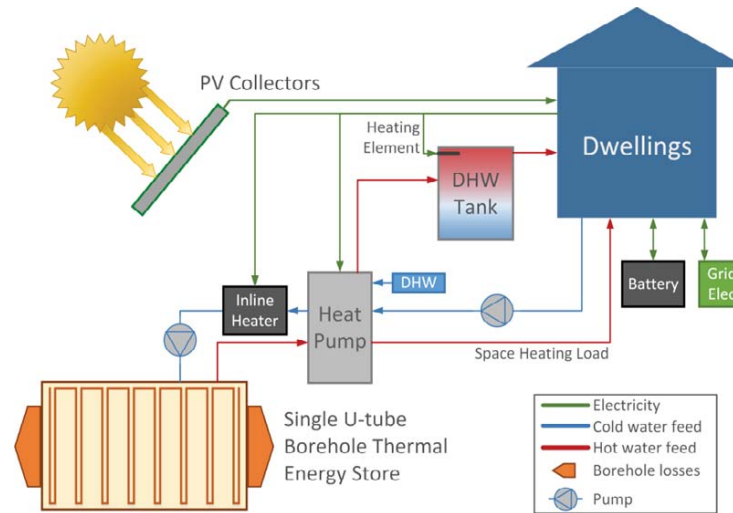 PV Collectors
Heating
Element
DHW
Tank
Dwellings
Inline
Heater
Heat
Pump
DHW
Battery
Elect
Space Heating Load
Single U-tube
Borehole Thermal
Energy Store
Electricity
Cold water feed
Hot water feed
Borehole losses
Pump